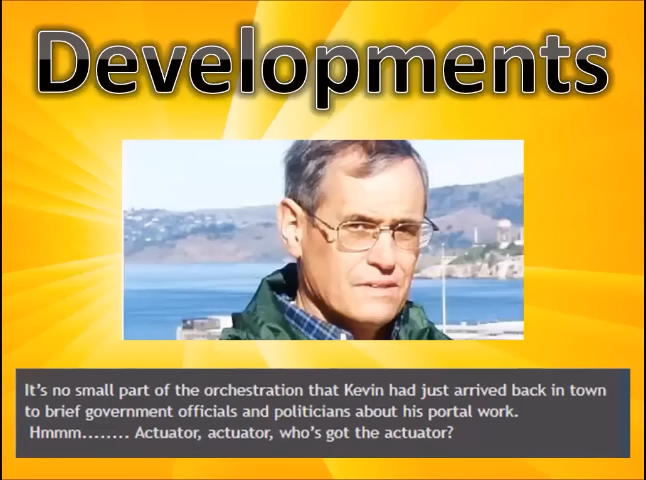 Developments
It's no small part of the orchestration that Kevin had just arrived back in town
to brief government officials and politicians about his portal work.
Hmmm........ Actuator, actuator, who's got the actuator?